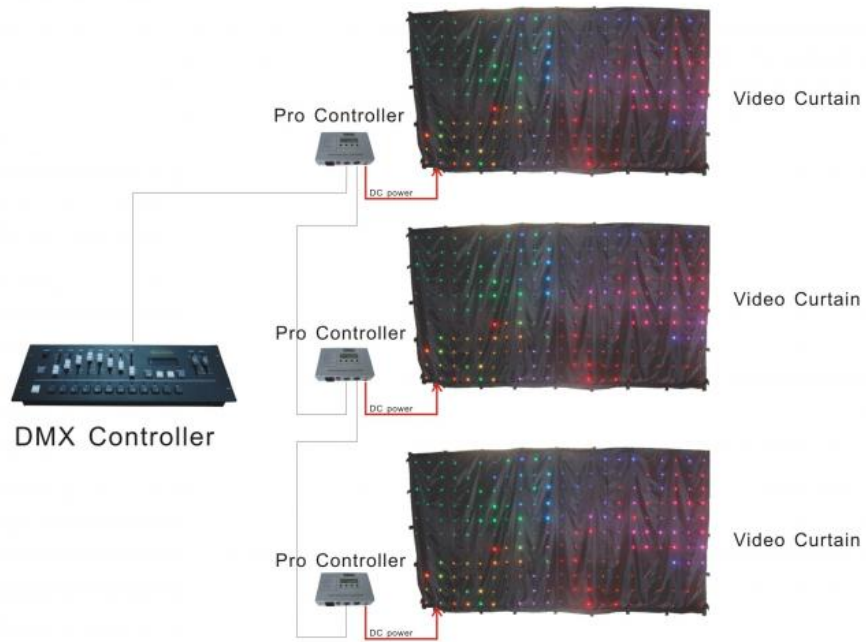 Pro Controller
Video Curtain
DC power
DMX Controller
Pro Controller
Video Curtain
DC power
Pro Controller
Video Curtain
DC power